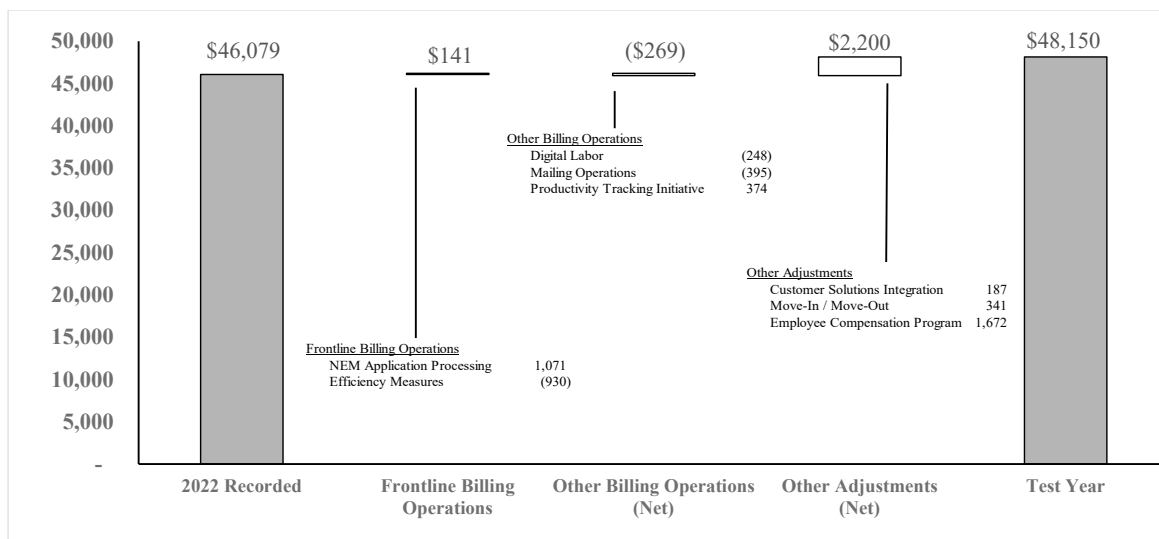 50,000
45,000
40,000
35,000
30,000
25,000
20,000
15,000
10,000
5,000
-
$46,079
$141
($269)
$2,200
$48,150
Other Billing Operations
Digital Labor (248)
Mailing Operations (395)
Productivity Tracking Initiative 374
Other Adjustments
Customer Solutions Integration 187
Move-In / Move-Out 341
Employee Compensation Program 1,672
Frontline Billing Operations
NEM Application Processing 1,071
Efficiency Measures (930)
2022 Recorded
Frontline Billing
Operations
Other Billing Operations
(Net)
Other Adjustments
(Net)
Test Year